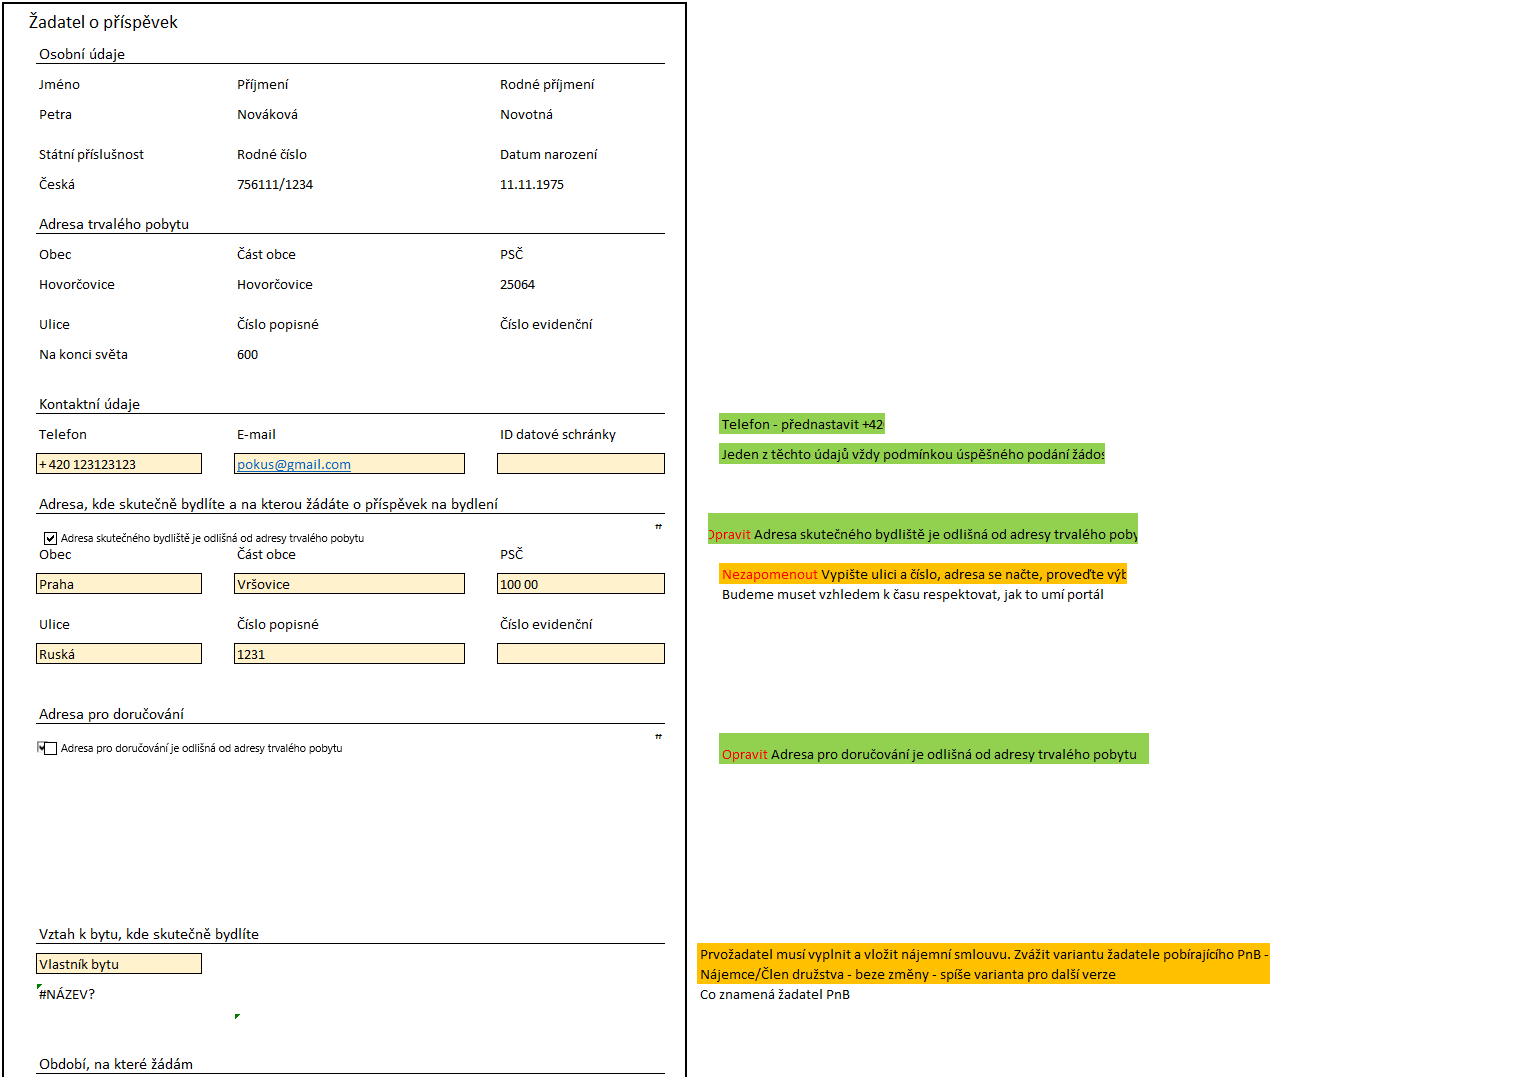 Žadatel o příspěvek
Osobní údaje
Jméno Příjmení Rodné příjmení
Petra Nováková Novotná
Státní příslušnost Rodné číslo Datum narození
Česká 756111/1234 11.11.1975
Adresa trvalého pobytu
Obec Část obce PSČ
Hovorčovice Hovorčovice 25064
Ulice Číslo popisné Číslo evidenční
Na konci světa 600
Kontaktní údaje
Telefon - přednastavit +42
Telefon E-mail ID datové schránky
Jeden z těchto údajů vždy podmínkou úspěšného podání žádos
+ 420 123123123 pokus@gmail.com
Adresa, kde skutečně bydlíte a na kterou žádáte o příspěvek na bydlení
#
Opravit Adresa skutečného bydliště je odlišná od adresy trvalého poby
Adresa skutečného bydliště je odlišná od adresy trvalého pobytu
Obec Část obce PSČ
Nezapomenout Vypište ulici a číslo, adresa se načte, proveďte výb
Praha Vršovice 100 00
Budeme muset vzhledem k času respektovat, jak to umí portál
Ulice Číslo popisné Číslo evidenční
Ruská 1231
Adresa pro doručování
#
Adresa pro doručování je odlišná od adresy trvalého pobytu
Opravit Adresa pro doručování je odlišná od adresy trvalého pobytu
Vztah k bytu, kde skutečně bydlíte
Prvožadatel musí vyplnit a vložit nájemní smlouvu. Zvážit variantu žadatele pobírajícího PnB -
Vlastník bytu
Nájemce/Člen družstva - beze změny - spíše varianta pro další verze
#NÁZEV?
Co znamená žadatel PnB
Období, na které žádám